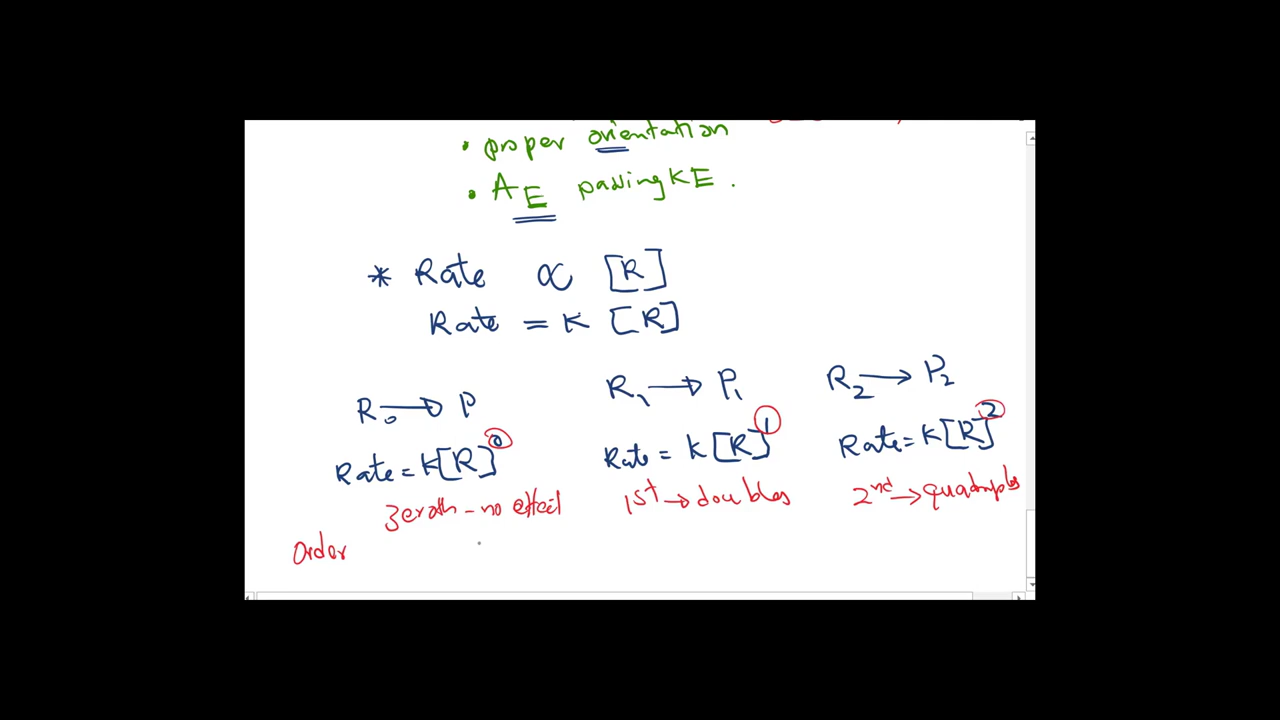 • proper orientation
• AE passing KE .
* Rate ∝ [R]
Rate = K [R]
R₀ → P
R₁ → P₁
R₂ → P₂
Rate = K[R]⁰
Rate = K[R]¹
Rate = K[R]²
Zeroth - no effect
1st → doubles
2nd → quadruples
Order